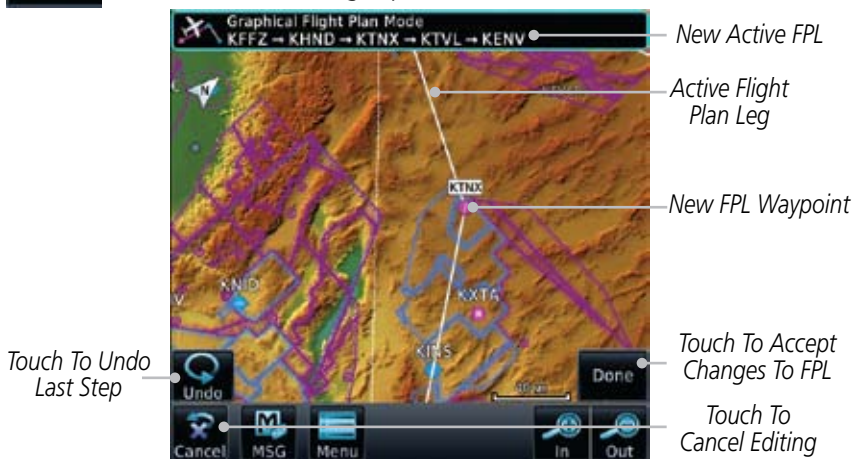 Graphical Flight Plan Mode
KFFZ → KHND → KTNX → KTVL → KENV
New Active FPL
Active Flight
Plan Leg
N
KTNX
New FPL Waypoint
KNID
KXTA
KINS
Touch To Undo
Last Step
Undo
Done
Touch To Accept
Changes To FPL
Cancel
MSG
Menu
In
Out
Touch To
Cancel Editing